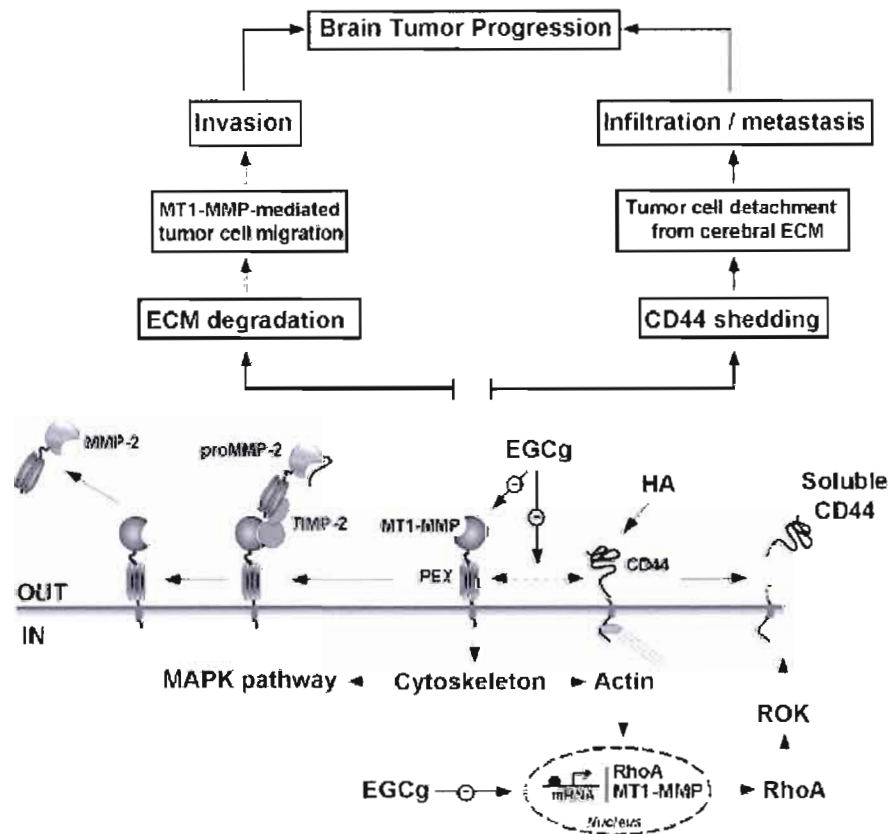 Brain Tumor Progression
Invasion
Infiltration / metastasis
MT1-MMP-mediated
tumor cell migration
Tumor cell detachment
from cerebral ECM
ECM degradation
CD44 shedding
MMP-2
proMMP-2
TIMP-2
MT1-MMP
PEX
EGCg
HA
CD44
Soluble
CD44
OUT
IN
MAPK pathway
Cytoskeleton
Actin
ROK
EGCg
mRNA
RhoA
MT1-MMP
Nucleus
RhoA